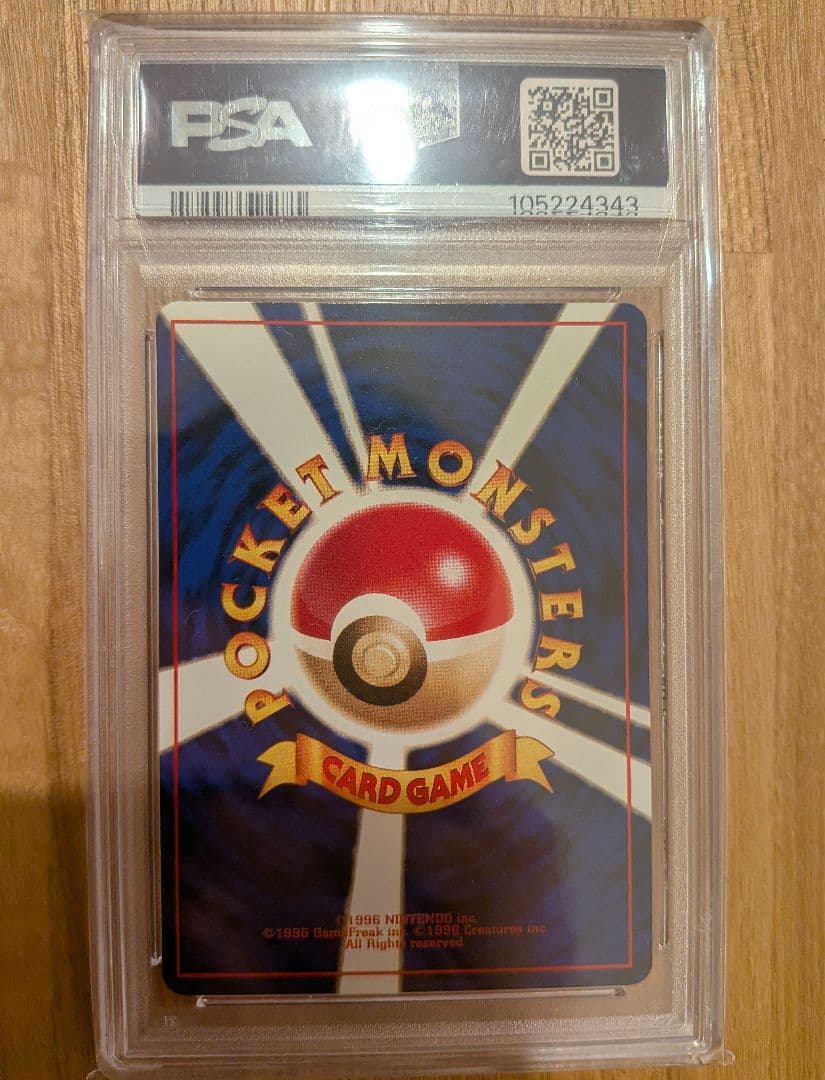 PSA
105224343
POCKET MONSTERS
CARD GAME
©1996 NINTENDO inc.
©1996 GameFreak inc. ©1996 Creatures inc.
All Rights reserved